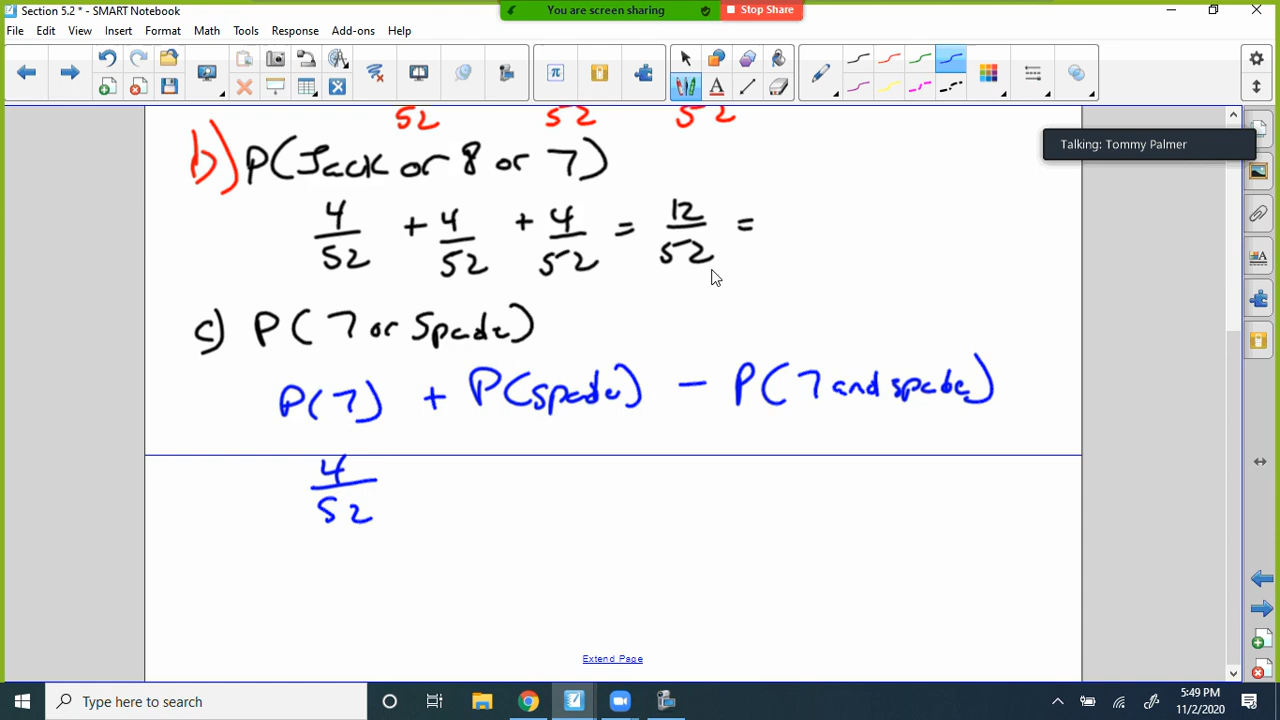 Section 5.2 * - SMART Notebook
You are screen sharing
Stop Share
File Edit View Insert Format Math Tools Response Add-ons Help
Talking: Tommy Palmer
52 52 52
b) P(Jack or 8 or 7)
4/52 + 4/52 + 4/52 = 12/52 =
c) P(7 or Spade)
P(7) + P(spade) - P(7 and spade)
4/52
Extend Page
Type here to search
5:49 PM
11/2/2020